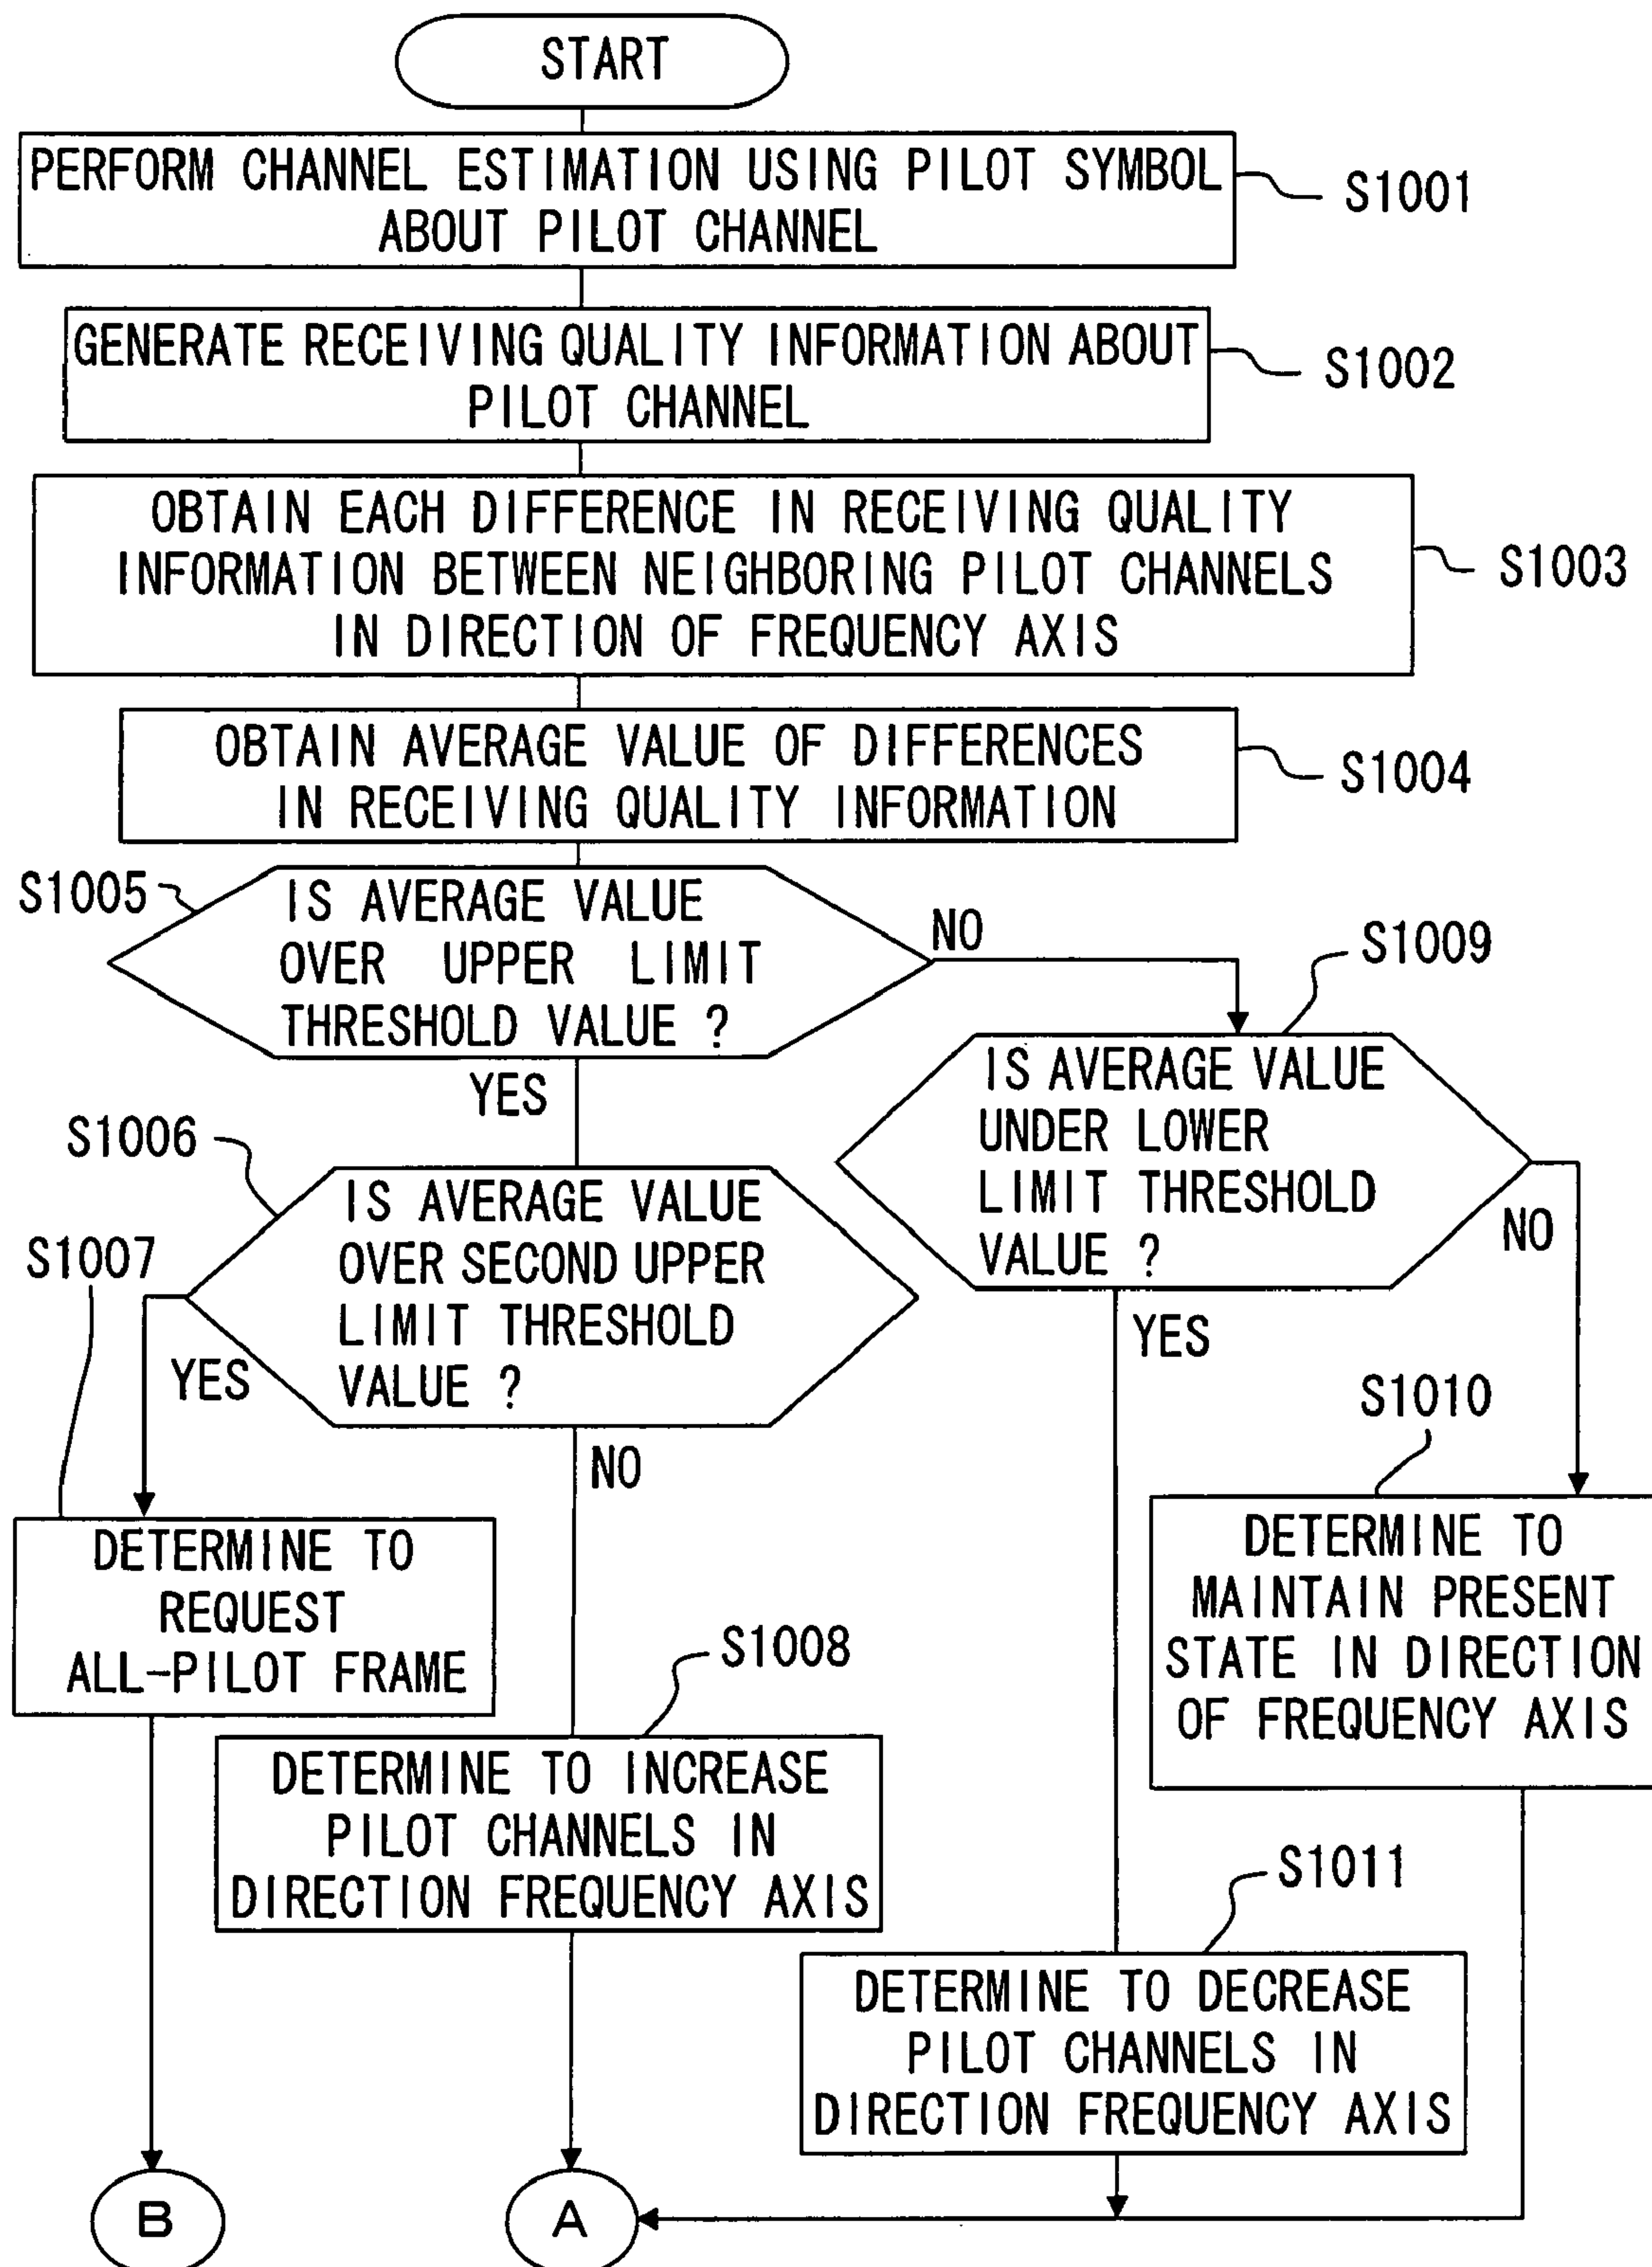 START
PERFORM CHANNEL ESTIMATION USING PILOT SYMBOL
ABOUT PILOT CHANNEL
S1001
GENERATE RECEIVING QUALITY INFORMATION ABOUT
PILOT CHANNEL
S1002
OBTAIN EACH DIFFERENCE IN RECEIVING QUALITY
INFORMATION BETWEEN NEIGHBORING PILOT CHANNELS
IN DIRECTION OF FREQUENCY AXIS
S1003
OBTAIN AVERAGE VALUE OF DIFFERENCES
IN RECEIVING QUALITY INFORMATION
S1004
S1005
IS AVERAGE VALUE
OVER UPPER LIMIT
THRESHOLD VALUE ?
NO
YES
S1009
IS AVERAGE VALUE
UNDER LOWER
LIMIT THRESHOLD
VALUE ?
NO
YES
S1006
IS AVERAGE VALUE
OVER SECOND UPPER
LIMIT THRESHOLD
VALUE ?
YES
NO
S1007
DETERMINE TO
REQUEST
ALL-PILOT FRAME
S1010
DETERMINE TO
MAINTAIN PRESENT
STATE IN DIRECTION
OF FREQUENCY AXIS
S1008
DETERMINE TO INCREASE
PILOT CHANNELS IN
DIRECTION FREQUENCY AXIS
S1011
DETERMINE TO DECREASE
PILOT CHANNELS IN
DIRECTION FREQUENCY AXIS
B
A